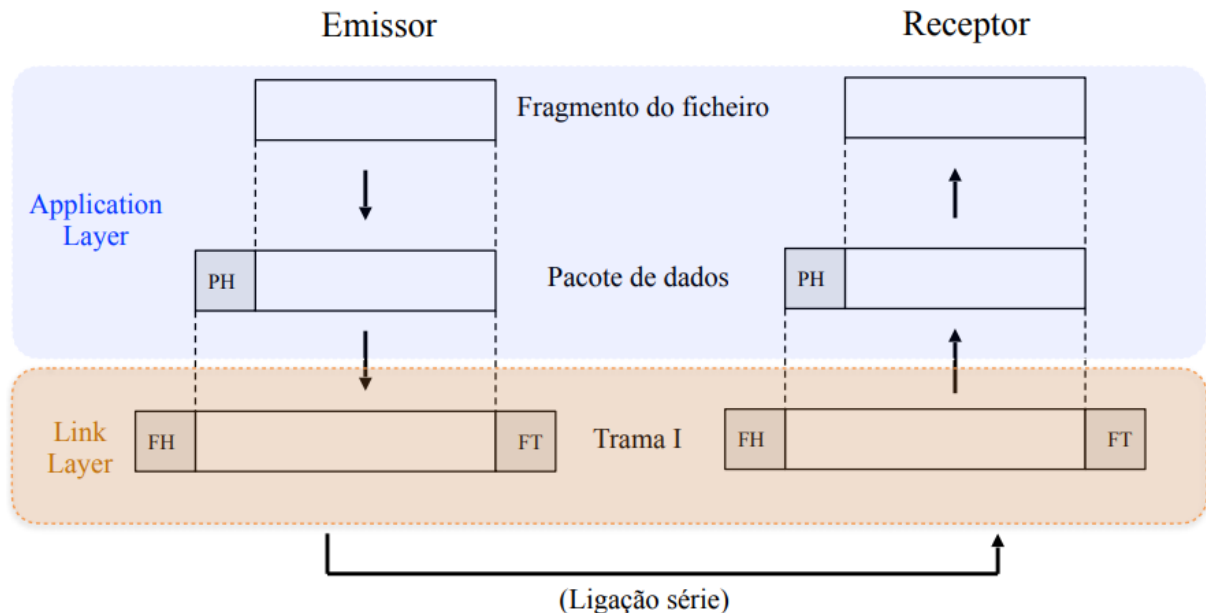 Emissor
Receptor
Fragmento do ficheiro
Application
Layer
PH
Pacote de dados
PH
Link
Layer
FH
FT
Trama I
FH
FT
(Ligação série)